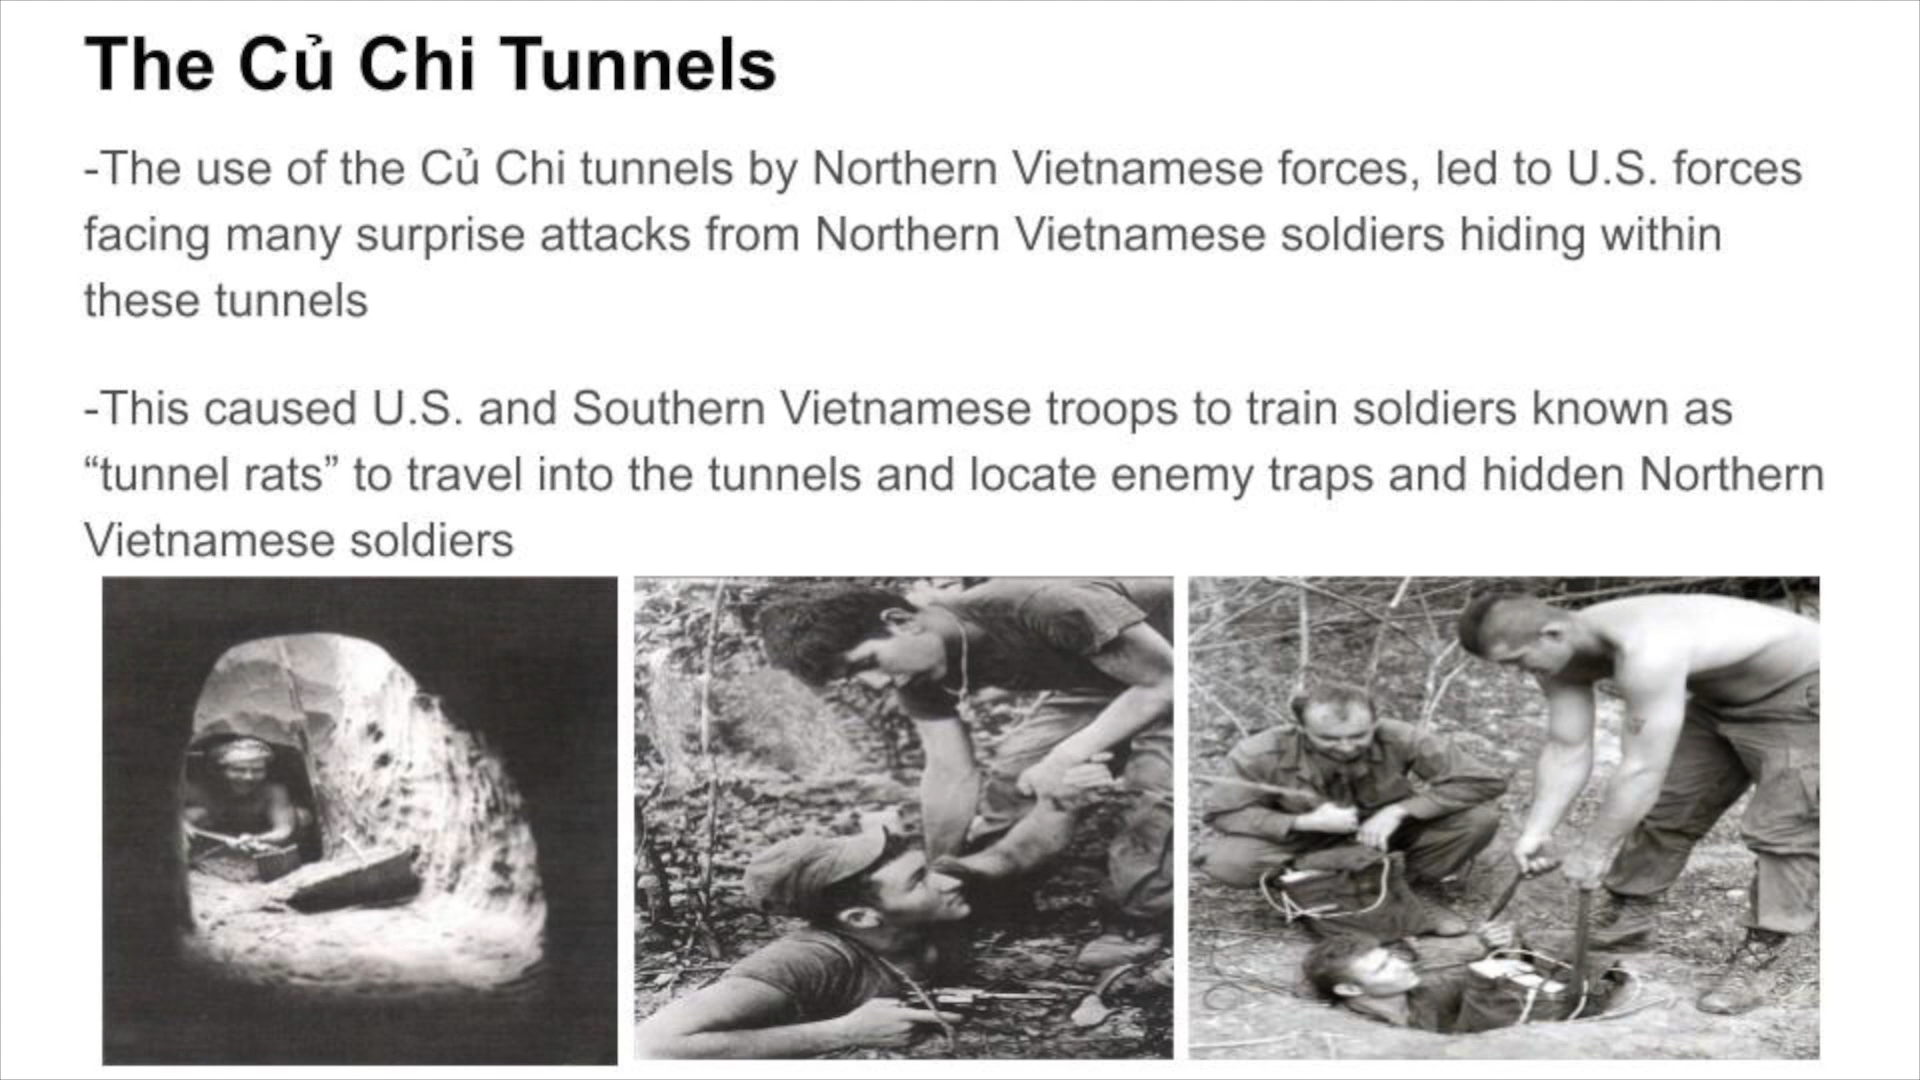 The Củ Chi Tunnels
-The use of the Củ Chi tunnels by Northern Vietnamese forces, led to U.S. forces
facing many surprise attacks from Northern Vietnamese soldiers hiding within
these tunnels
-This caused U.S. and Southern Vietnamese troops to train soldiers known as
“tunnel rats” to travel into the tunnels and locate enemy traps and hidden Northern
Vietnamese soldiers